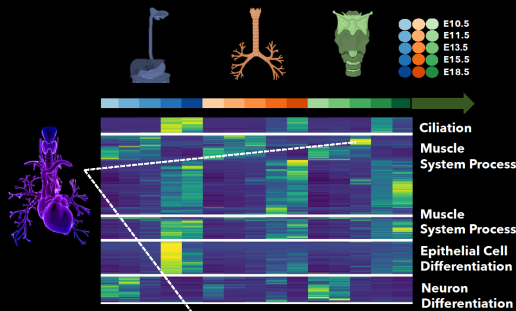 E10.5
E11.5
E13.5
E15.5
E18.5
Ciliation
Muscle
System Process
Muscle
System Process
Epithelial Cell
Differentiation
Neuron
Differentiation